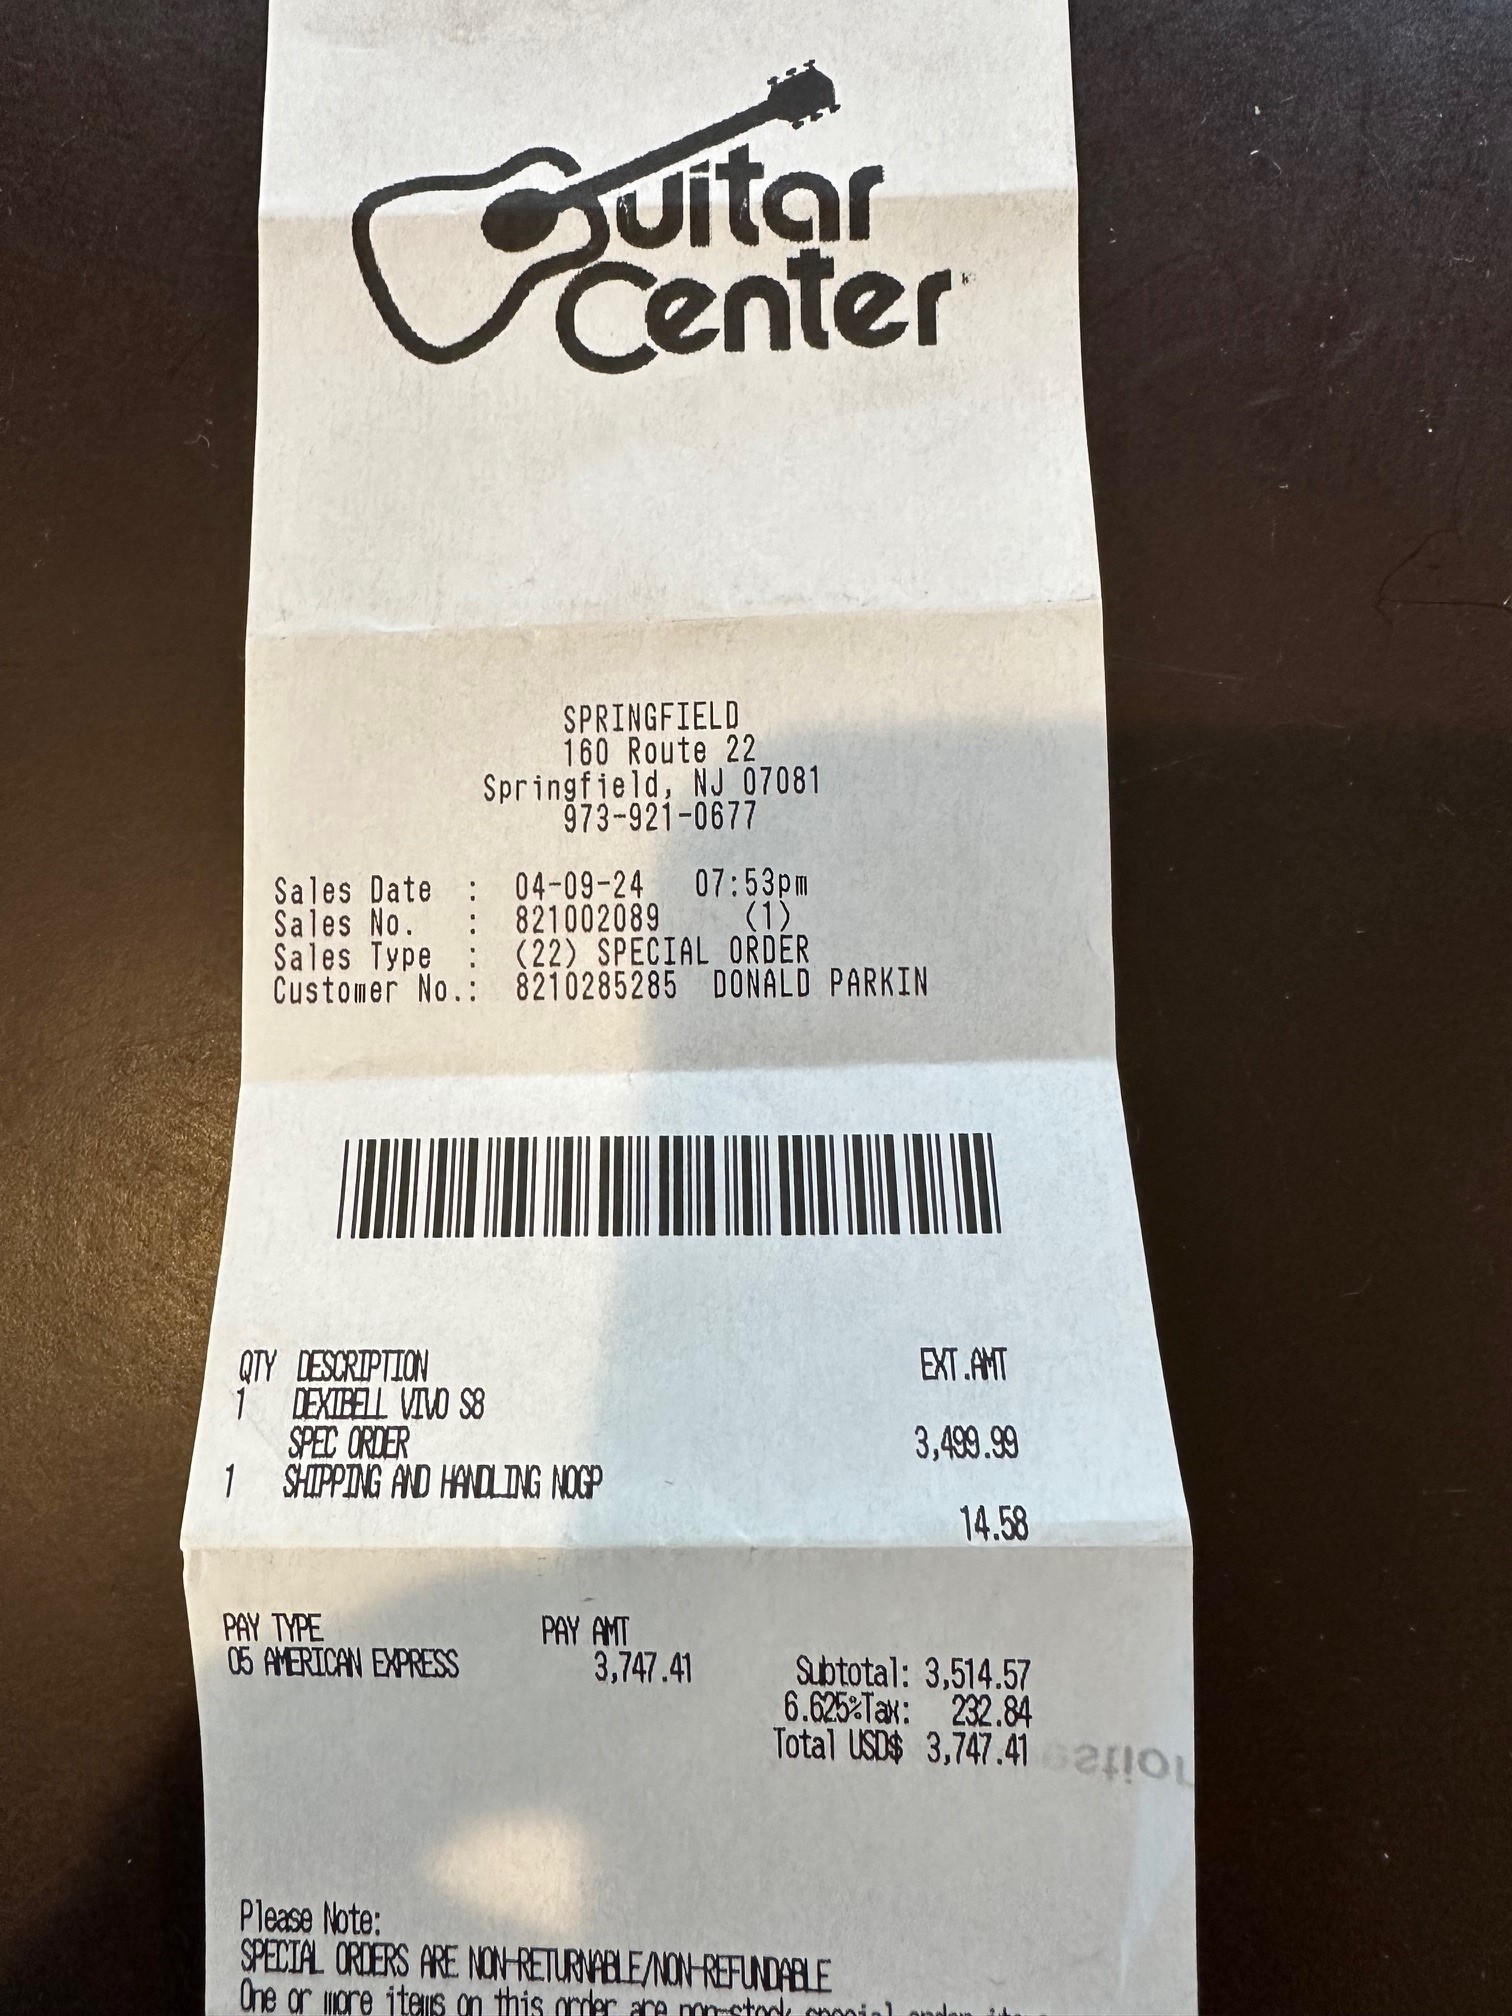 Guitar
Center
SPRINGFIELD
160 Route 22
Springfield, NJ 07081
973-921-0677
Sales Date : 04-09-24 07:53pm
Sales No. : 821002089 (1)
Sales Type : (22) SPECIAL ORDER
Customer No.: 8210285285 DONALD PARKIN
QTY DESCRIPTION EXT.AMT
1 DEXIBELL VIVO S8
SPEC ORDER 3,499.99
1 SHIPPING AND HANDLING NOGP
14.58
PAY TYPE PAY AMT
05 AMERICAN EXPRESS 3,747.41 Subtotal: 3,514.57
6.625%Tax: 232.84
Total USD$ 3,747.41
Please Note:
SPECIAL ORDERS ARE NON-RETURNABLE/NON-REFUNDABLE
One or more items on this order are non-stock special order